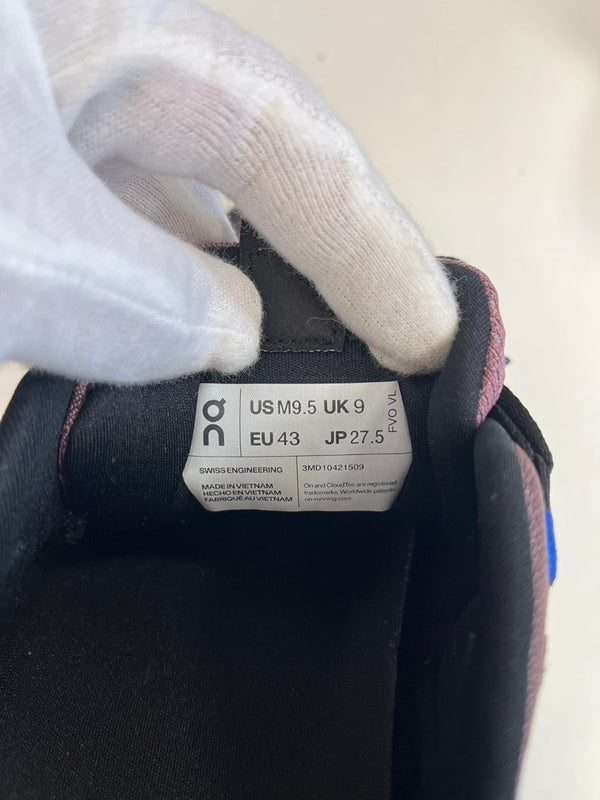 US M9.5 UK 9
EU 43 JP 27.5
FVO VL
SWISS ENGINEERING
3MD10421509
MADE IN VIETNAM
HECHO EN VIETNAM
FABRIQUÉ AU VIETNAM
On and CloudTec are registered
trademarks. Worldwide patents.
on-running.com